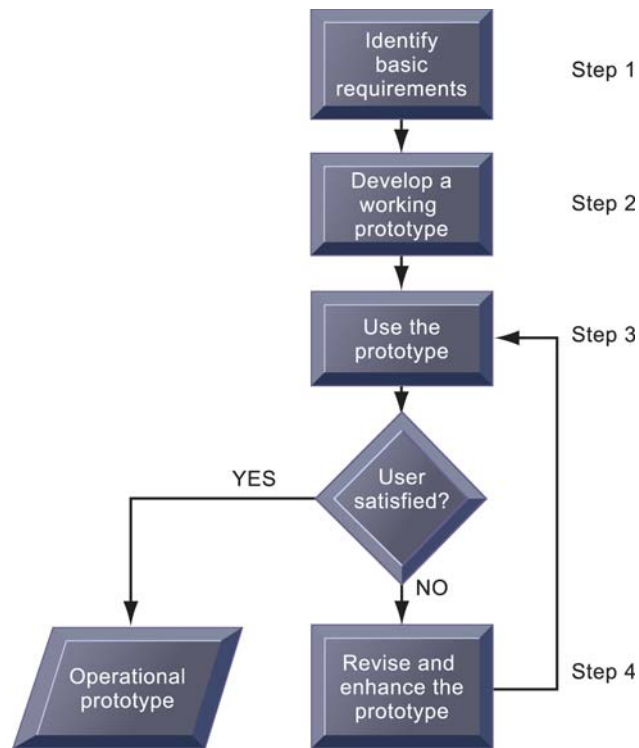 Identify
basic
requirements
Step 1
Develop a
working
prototype
Step 2
Use the
prototype
Step 3
User
satisfied?
YES
NO
Operational
prototype
Revise and
enhance the
prototype
Step 4